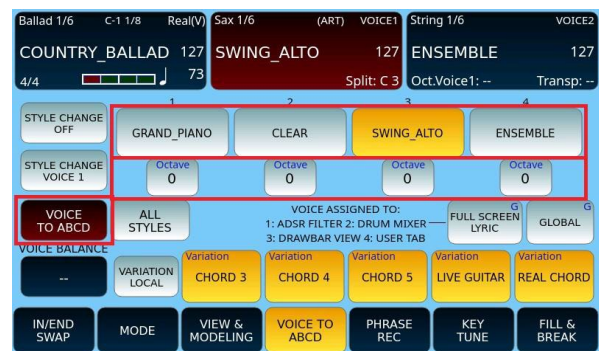 Ballad 1/6 C-1 1/8 Real(V)
COUNTRY_BALLAD 127
4/4 73
Sax 1/6 (ART) VOICE1
SWING_ALTO 127
Split: C 3
String 1/6 VOICE2
ENSEMBLE 127
Oct.Voice1: -- Transp: --
1 2 3 4
STYLE CHANGE
OFF
GRAND_PIANO
CLEAR
SWING_ALTO
ENSEMBLE
STYLE CHANGE
VOICE 1
Octave
0
Octave
0
Octave
0
Octave
0
VOICE
TO ABCD
ALL
STYLES
VOICE ASSIGNED TO:
1: ADSR FILTER 2: DRUM MIXER
3: DRAWBAR VIEW 4: USER TAB
G
FULL SCREEN
LYRIC
G
GLOBAL
VOICE BALANCE
--
VARIATION
LOCAL
Variation
CHORD 3
Variation
CHORD 4
Variation
CHORD 5
Variation
LIVE GUITAR
Variation
REAL CHORD
IN/END
SWAP
MODE
VIEW &
MODELING
VOICE TO
ABCD
PHRASE
REC
KEY
TUNE
FILL &
BREAK